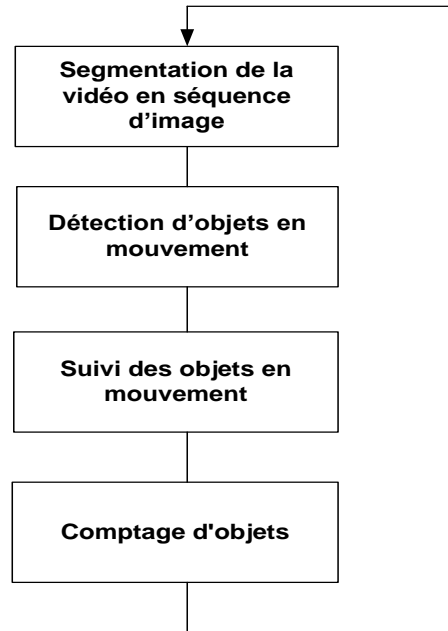 Segmentation de la
vidéo en séquence
d’image
Détection d’objets en
mouvement
Suivi des objets en
mouvement
Comptage d'objets